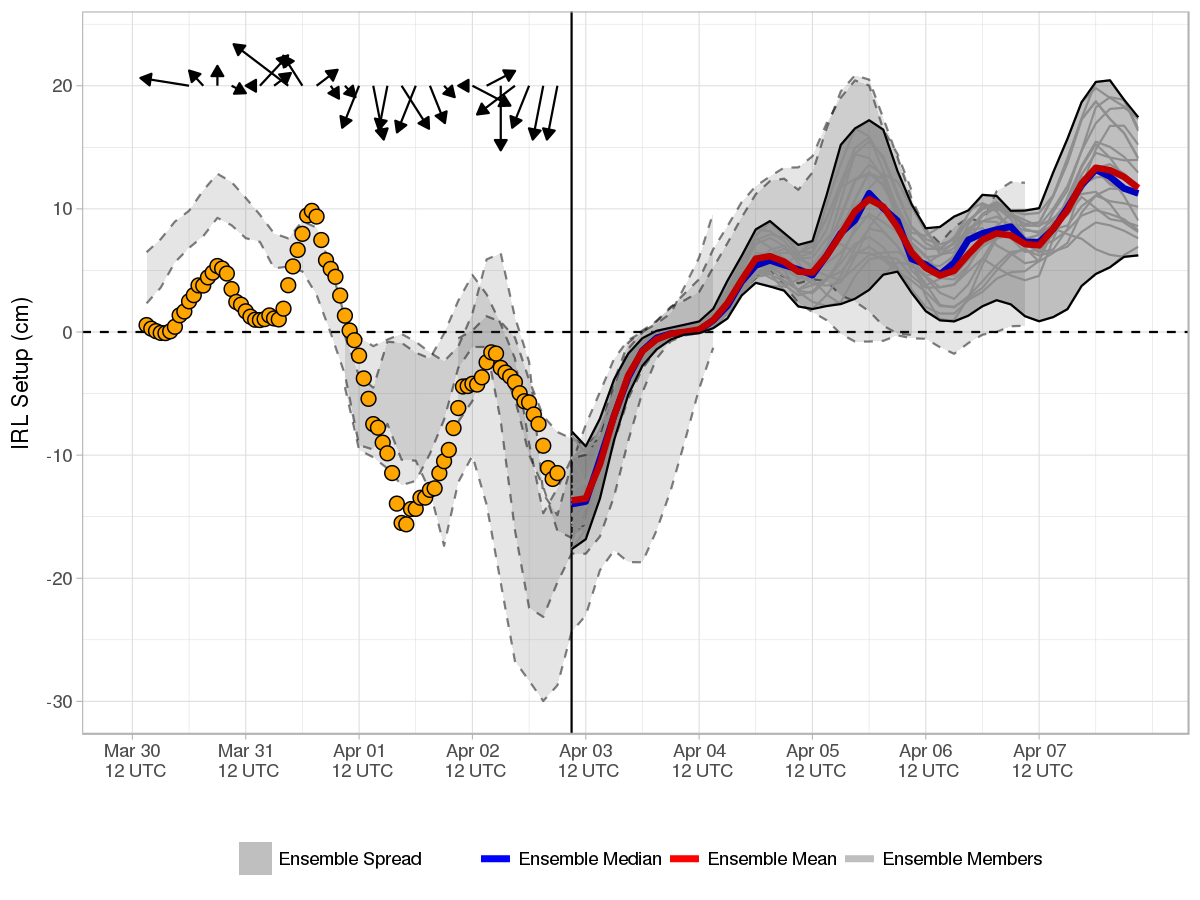 IRL Setup (cm)
20
10
0
-10
-20
-30
Mar 30 Mar 31 Apr 01 Apr 02 Apr 03 Apr 04 Apr 05 Apr 06 Apr 07
12 UTC 12 UTC 12 UTC 12 UTC 12 UTC 12 UTC 12 UTC 12 UTC 12 UTC
Ensemble Spread Ensemble Median Ensemble Mean Ensemble Members